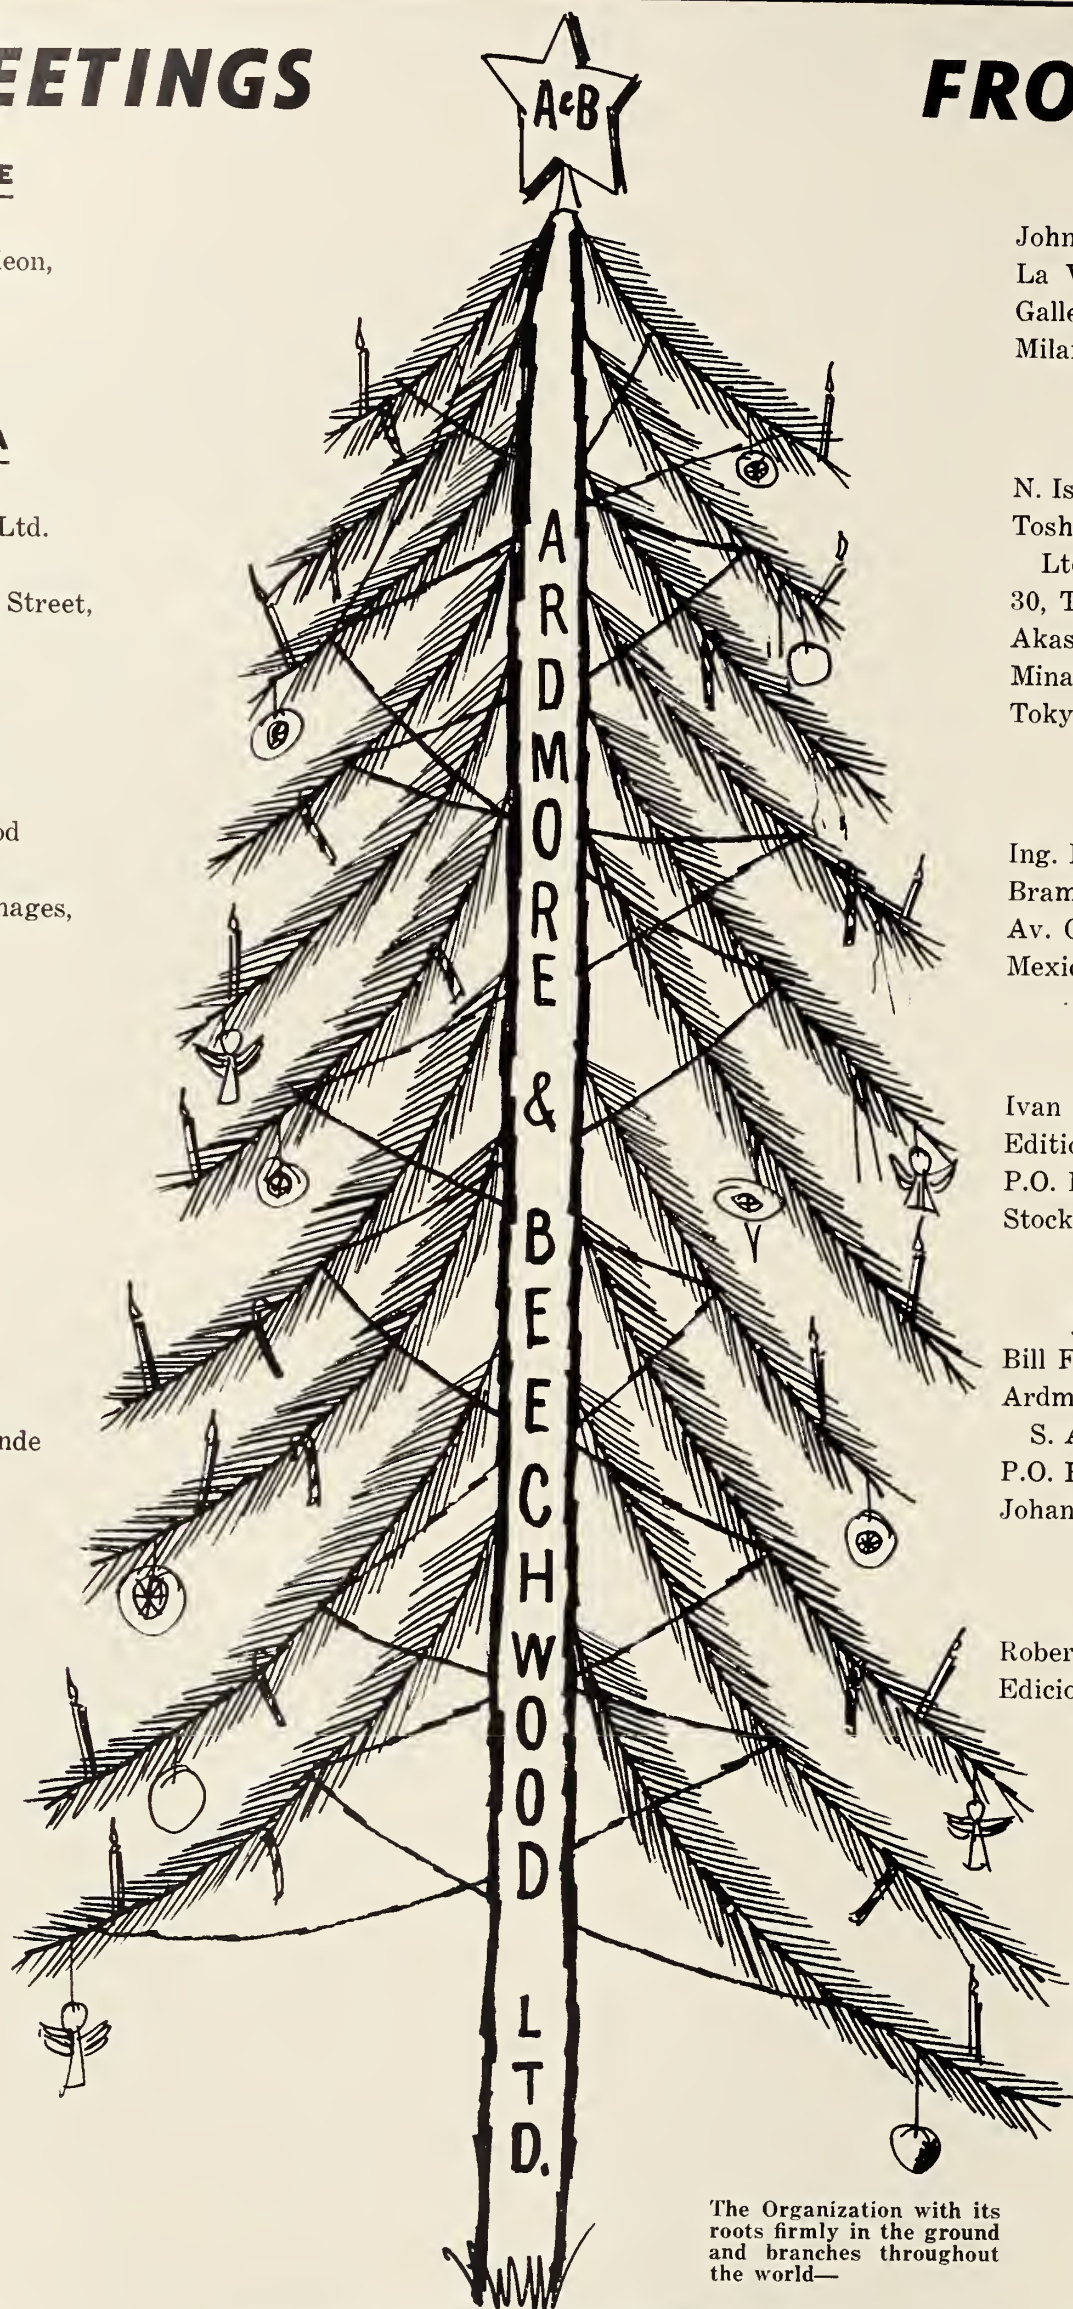 EETINGS
FRO
E
eon,
A
Ltd.
Street,
od
nages,
nde
A&B
ARDMORE & BEECHWOOD LTD.
John
La V
Galle
Milan
N. Is
Tosh
Lt
30, T
Akas
Mina
Toky
Ing.
Bram
Av. C
Mexic
Ivan
Editio
P.O.
Stock
Bill F
Ardm
S. A
P.O.
Johan
Rober
Edicio
The Organization with its
roots firmly in the ground
and branches throughout
the world—